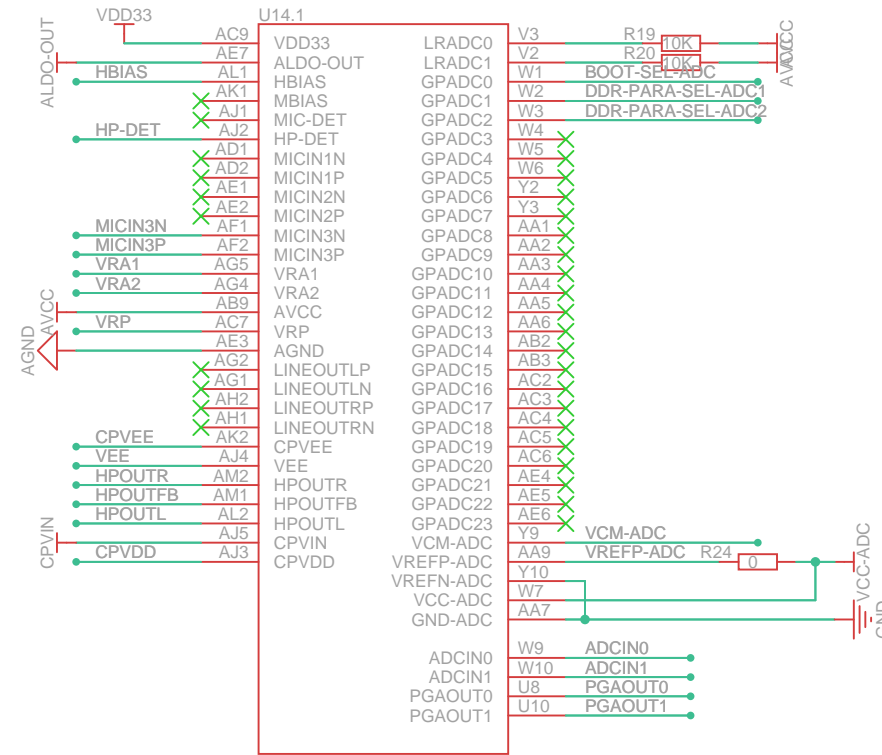 VDD33
U14.1
AC9 VDD33
ALDO-OUT AE7 ALDO-OUT
HBIAS AL1 HBIAS
AK1 MBIAS
AJ1 MIC-DET
HP-DET AJ2 HP-DET
AD1 MICIN1N
AD2 MICIN1P
AE1 MICIN2N
AE2 MICIN2P
MICIN3N AF1 MICIN3N
MICIN3P AF2 MICIN3P
VRA1 AG5 VRA1
VRA2 AG4 VRA2
AVCC AB9 AVCC
VRP AC7 VRP
AGND AE3 AGND
AG2 LINEOUTLP
AG1 LINEOUTLN
AH2 LINEOUTRP
AH1 LINEOUTRN
CPVEE AK2 CPVEE
VEE AJ4 VEE
HPOUTR AM2 HPOUTR
HPOUTFB AM1 HPOUTFB
HPOUTL AL2 HPOUTL
CPVIN AJ5 CPVIN
CPVDD AJ3 CPVDD
LRADC0 V3 R19 10K AVCC
LRADC1 V2 R20 10K AVCC
GPADC0 W1 BOOT-SEL-ADC
GPADC1 W2 DDR-PARA-SEL-ADC1
GPADC2 W3 DDR-PARA-SEL-ADC2
GPADC3 W4
GPADC4 W5
GPADC5 W6
GPADC6 Y2
GPADC7 Y3
GPADC8 AA1
GPADC9 AA2
GPADC10 AA3
GPADC11 AA4
GPADC12 AA5
GPADC13 AA6
GPADC14 AB2
GPADC15 AB3
GPADC16 AC2
GPADC17 AC3
GPADC18 AC4
GPADC19 AC5
GPADC20 AC6
GPADC21 AE4
GPADC22 AE5
GPADC23 AE6
VCM-ADC Y9 VCM-ADC
VREFP-ADC AA9 VREFP-ADC R24 0 VCC-ADC
VREFN-ADC Y10
VCC-ADC W7
GND-ADC AA7 GND
ADCIN0 W9 ADCIN0
ADCIN1 W10 ADCIN1
PGAOUT0 U8 PGAOUT0
PGAOUT1 U10 PGAOUT1